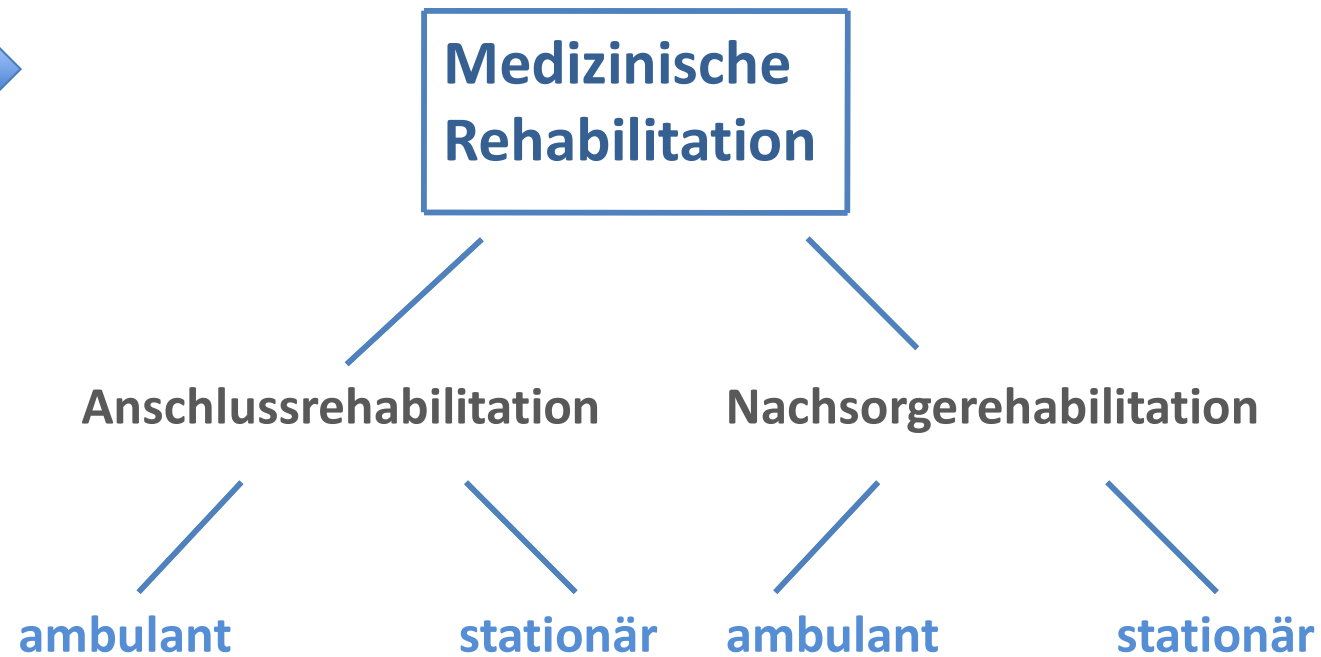 Medizinische
Rehabilitation
Anschlussrehabilitation Nachsorgerehabilitation
ambulant stationär ambulant stationär